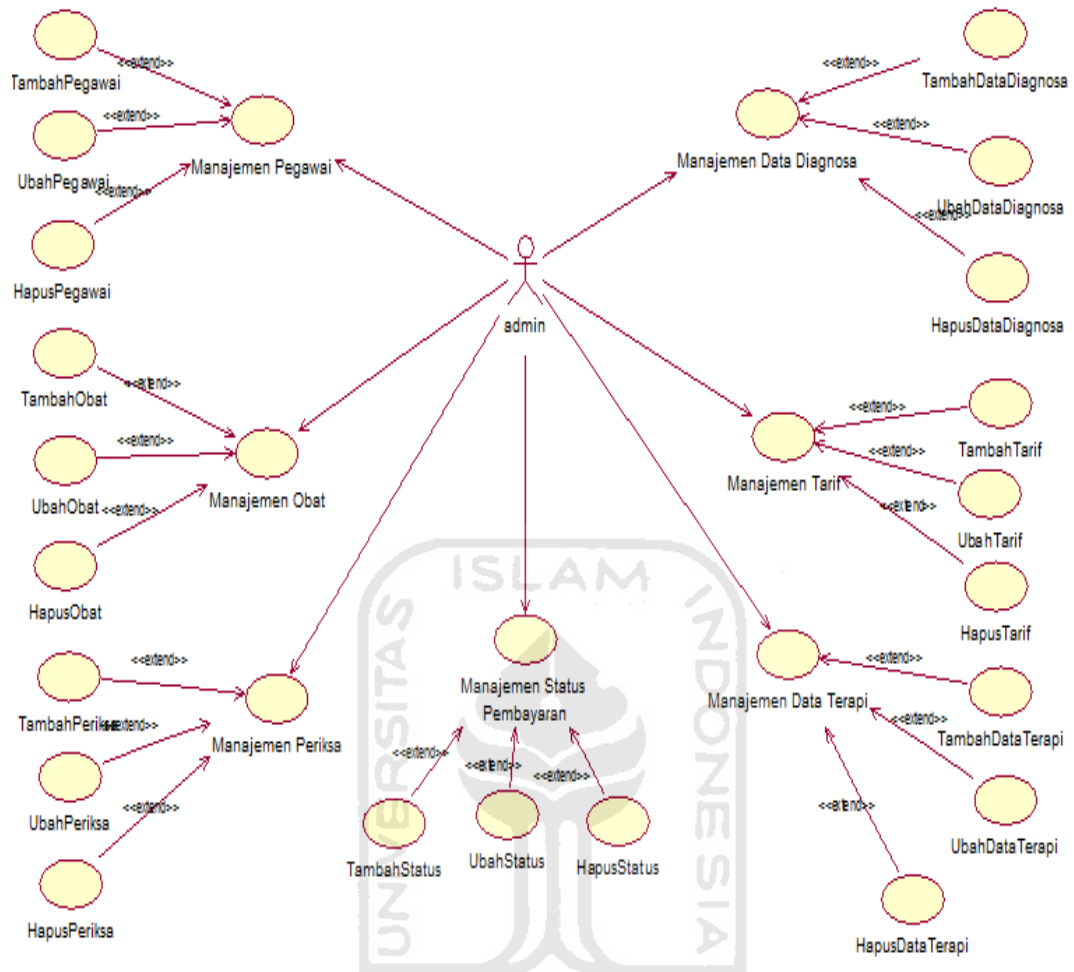 TambahPegawai
<<extend>>
<<extend>>
UbahPegawai
<<extend>>
HapusPegawai
Manajemen Pegawai
<<extend>>
TambahDataDiagnosa
<<extend>>
UbahDataDiagnosa
<<extend>>
HapusDataDiagnosa
Manajemen Data Diagnosa
admin
TambahObat
<<extend>>
<<extend>>
UbahObat
<<extend>>
HapusObat
Manajemen Obat
<<extend>>
TambahTarif
<<extend>>
UbahTarif
<<extend>>
HapusTarif
Manajemen Tarif
<<extend>>
TambahPeriksa
<<extend>>
UbahPeriksa
<<extend>>
HapusPeriksa
Manajemen Periksa
Manajemen Status
Pembayaran
<<extend>>
<<extend>>
<<extend>>
TambahStatus
UbahStatus
HapusStatus
Manajemen Data Terapi
<<extend>>
TambahDataTerapi
<<extend>>
UbahDataTerapi
<<extend>>
HapusDataTerapi
UNIVERSITAS
ISLAM
INDONESIA